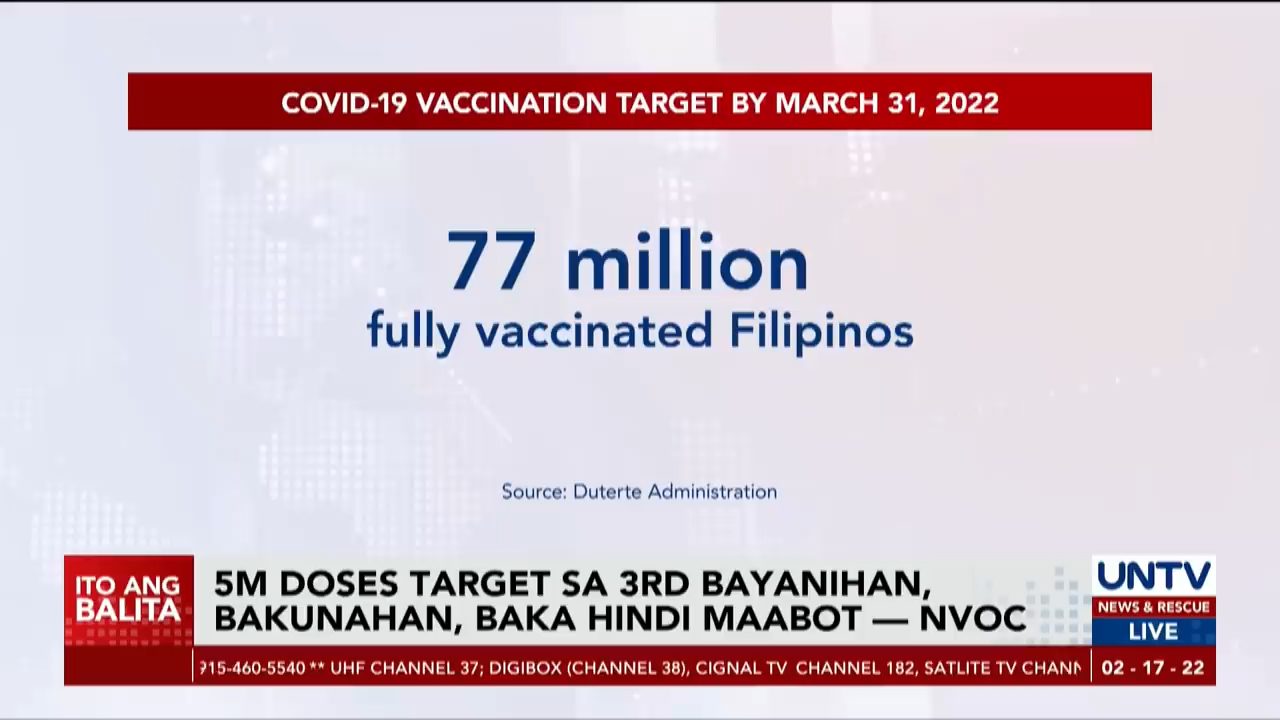 COVID-19 VACCINATION TARGET BY MARCH 31, 2022
77 million
fully vaccinated Filipinos
Source: Duterte Administration
ITO ANG
BALITA
5M DOSES TARGET SA 3RD BAYANIHAN,
BAKUNAHAN, BAKA HINDI MAABOT — NVOC
UNTV
NEWS & RESCUE
LIVE
915-460-5540 ** UHF CHANNEL 37; DIGIBOX (CHANNEL 38), CIGNAL TV CHANNEL 182, SATLITE TV CHANN
02 - 17 - 22